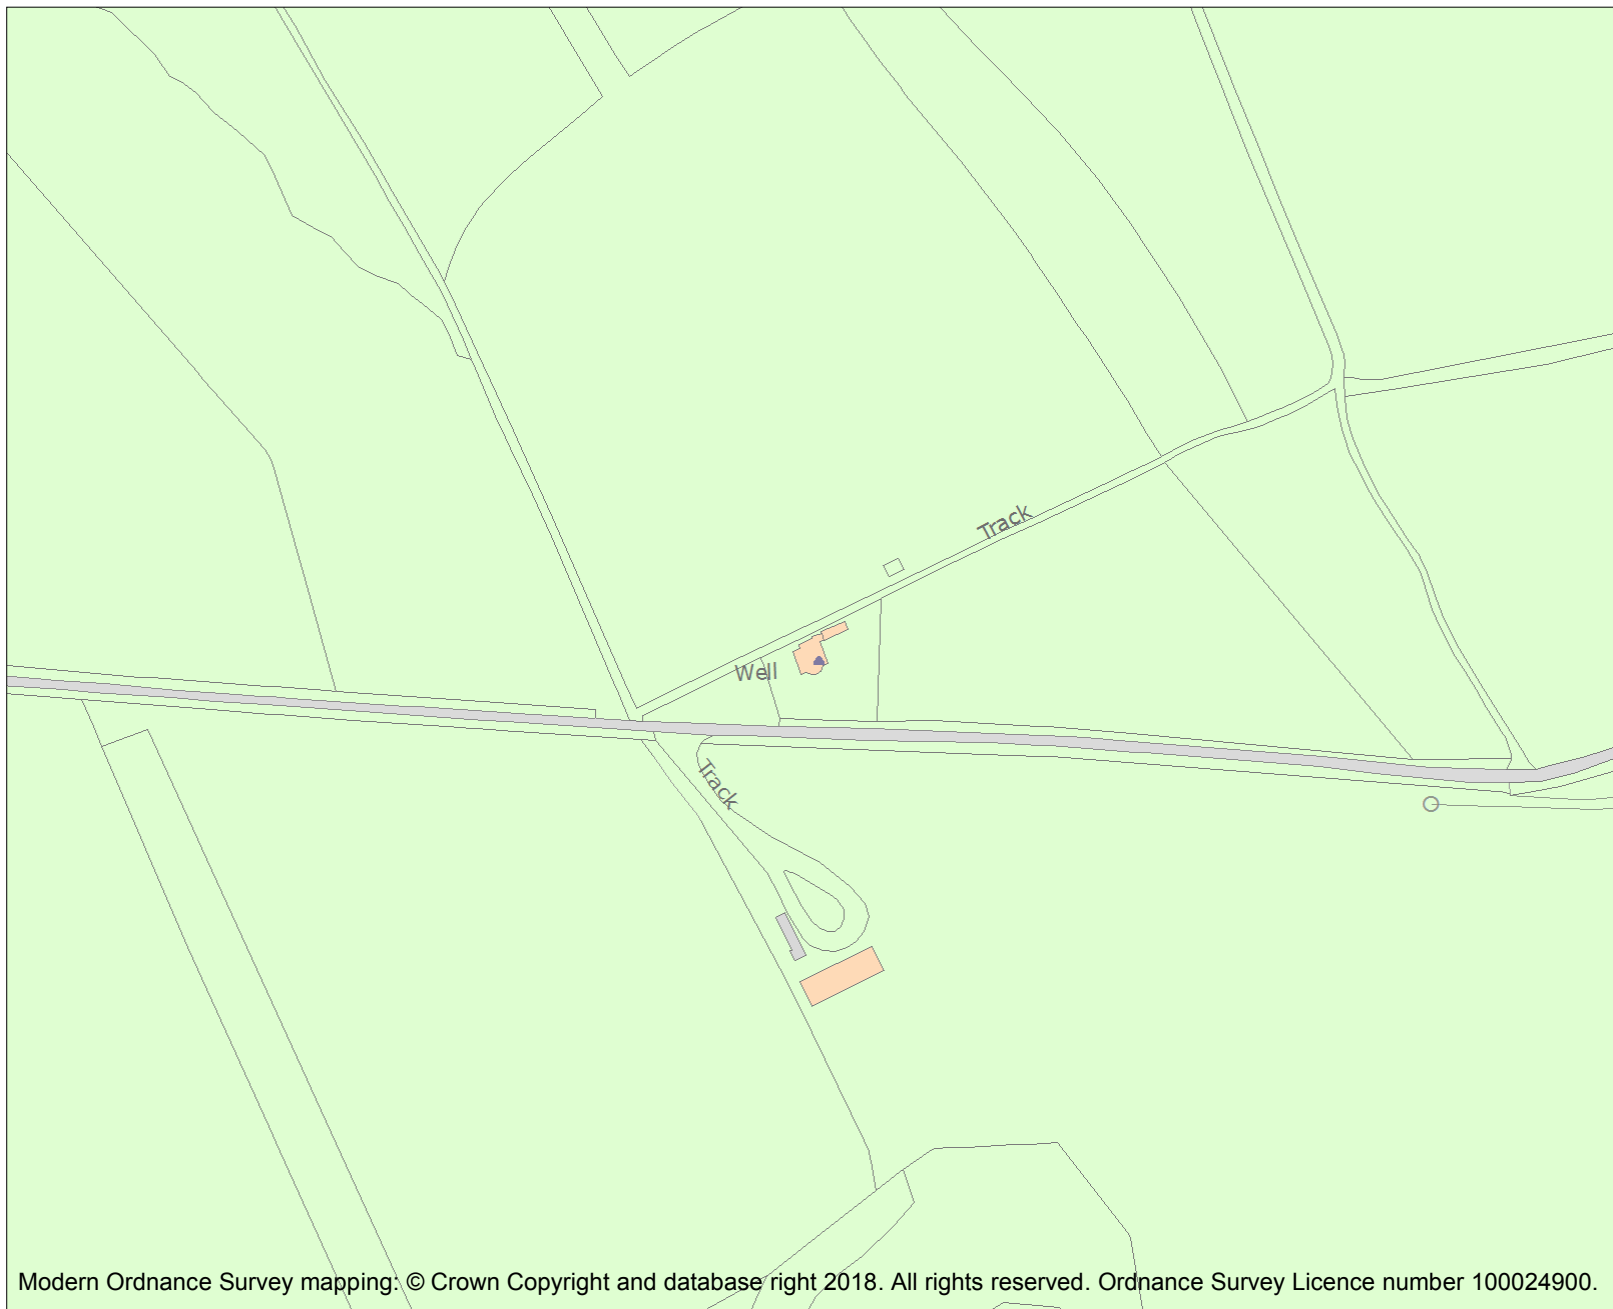 Track
Well
Track
Modern Ordnance Survey mapping: © Crown Copyright and database right 2018. All rights reserved. Ordnance Survey Licence number 100024900.